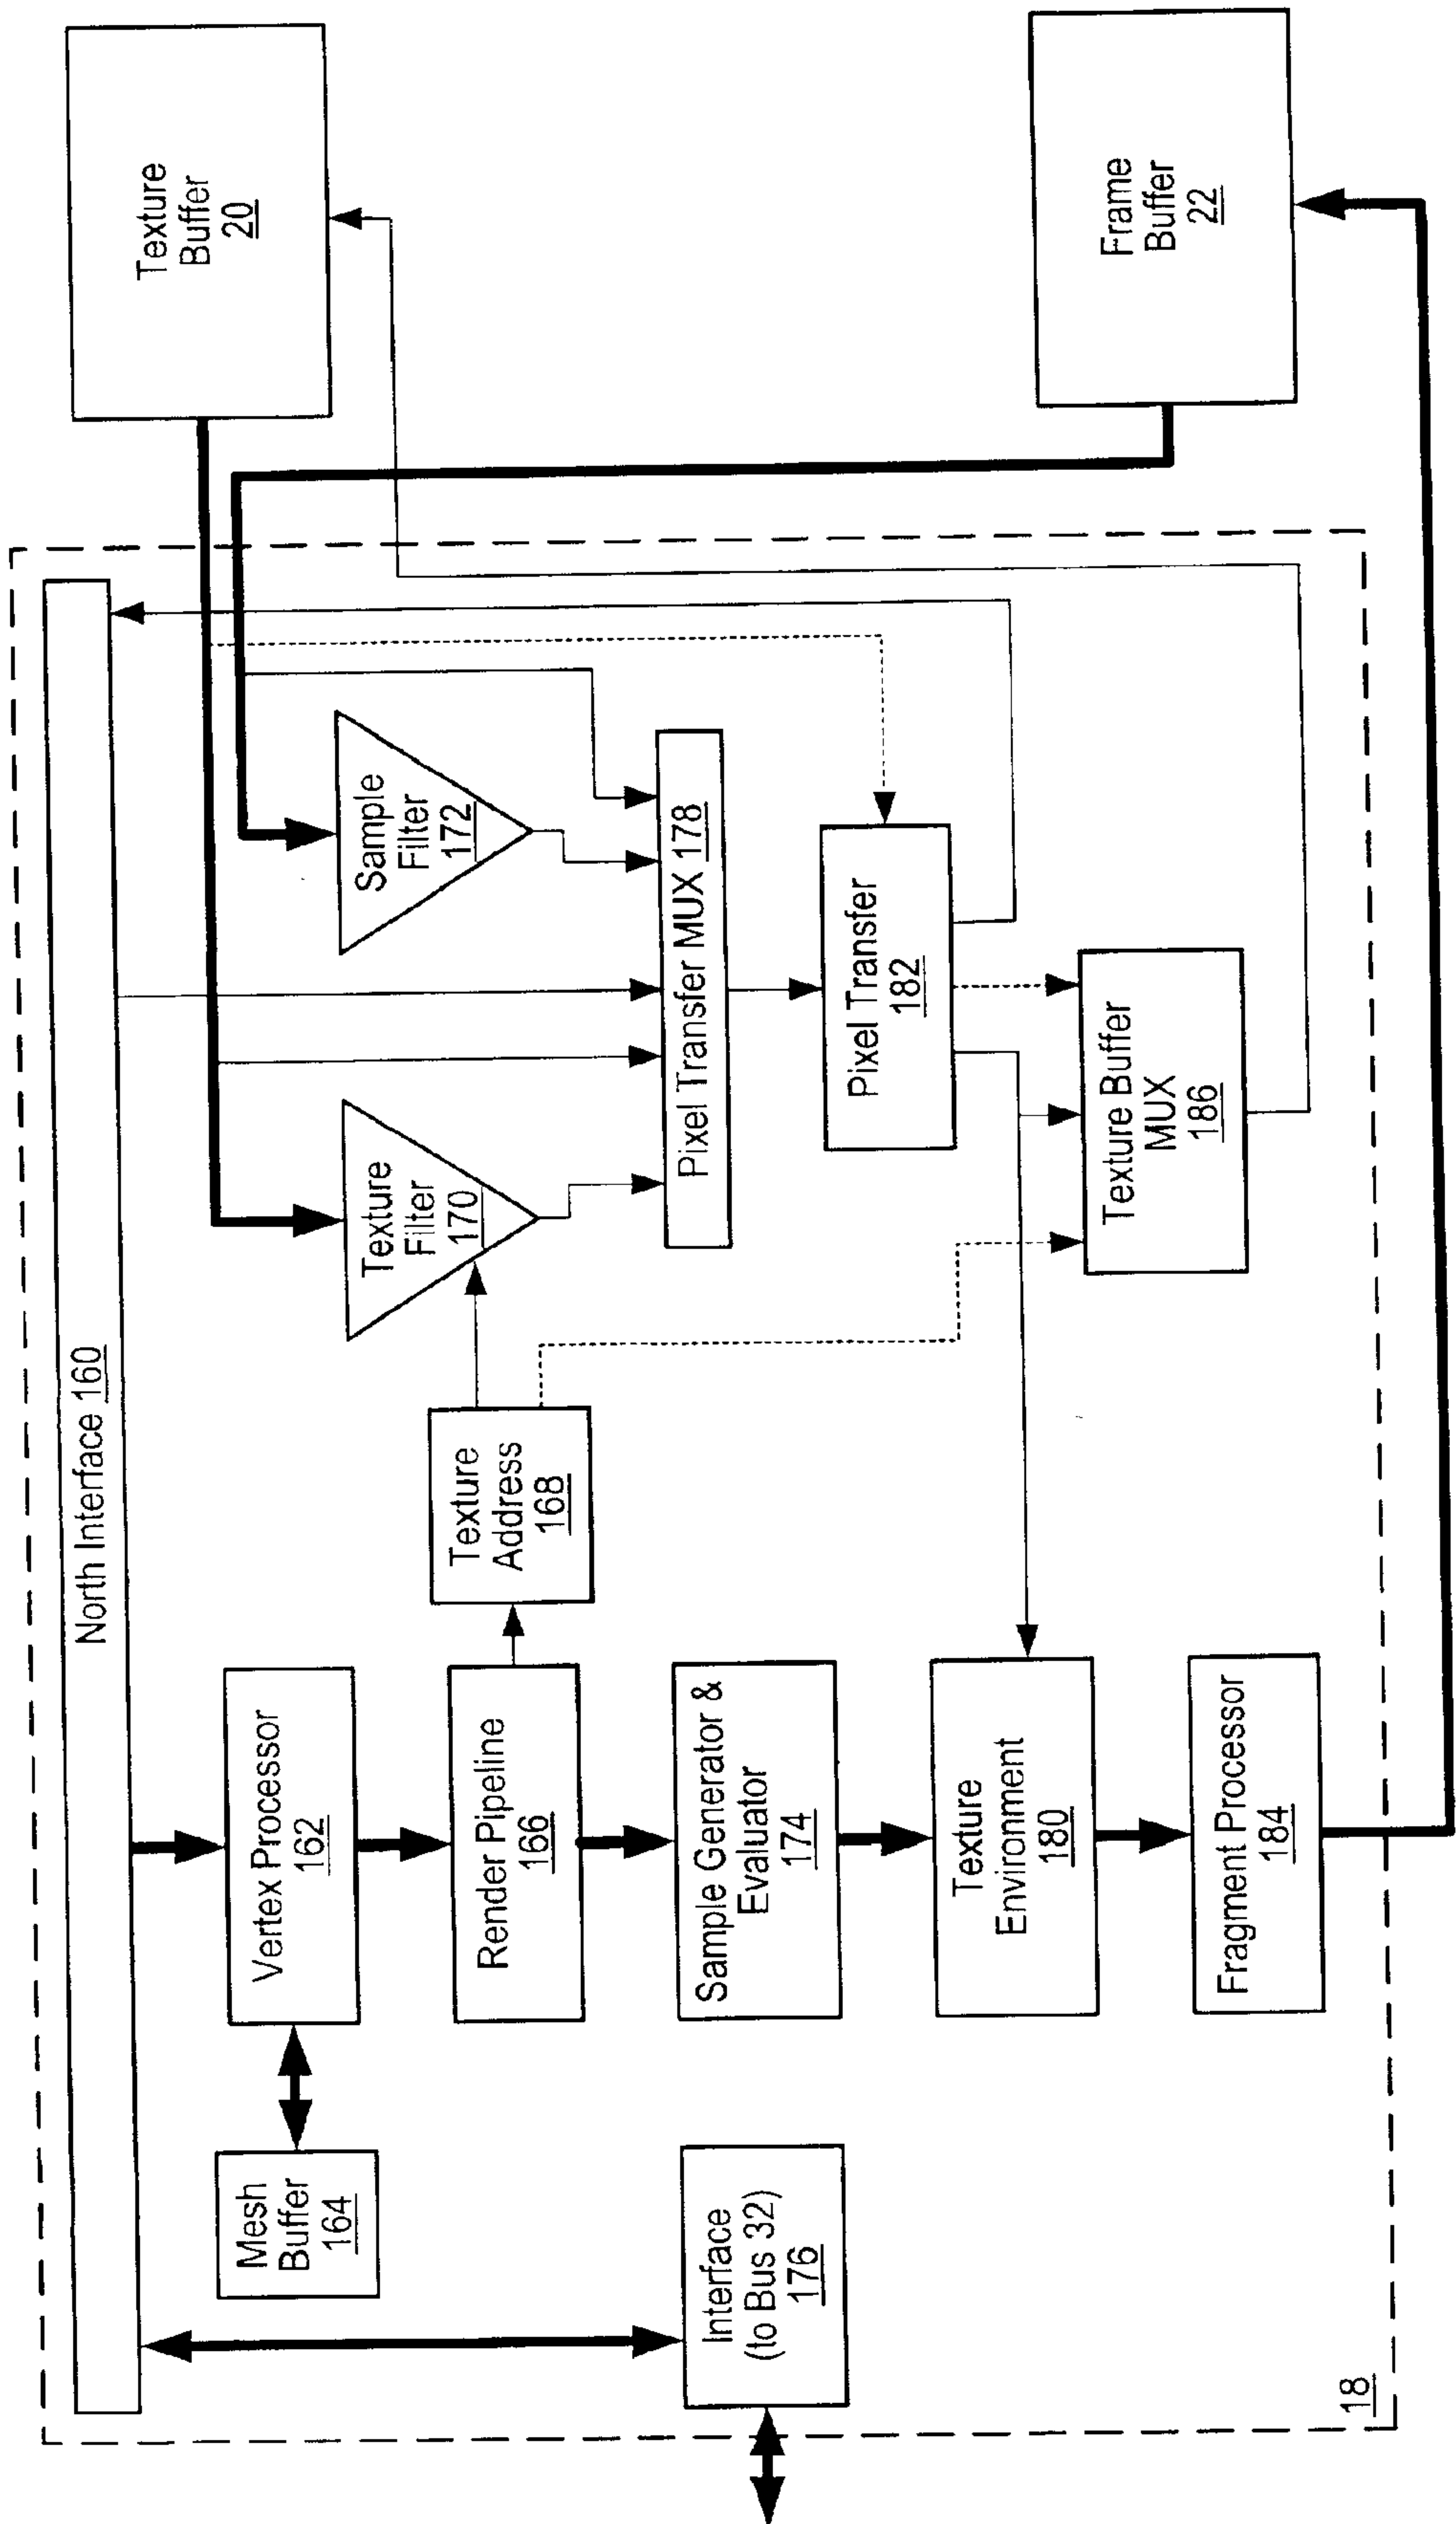 North Interface 160
Mesh
Buffer
164
Vertex Processor
162
Render Pipeline
166
Texture
Address
168
Texture
Filter
170
Sample
Filter
172
Texture
Buffer
20
Interface
(to Bus 32)
176
Sample Generator &
Evaluator
174
Pixel Transfer MUX 178
Texture
Environment
180
Pixel Transfer
182
Fragment Processor
184
Texture Buffer
MUX
186
Frame
Buffer
22
18